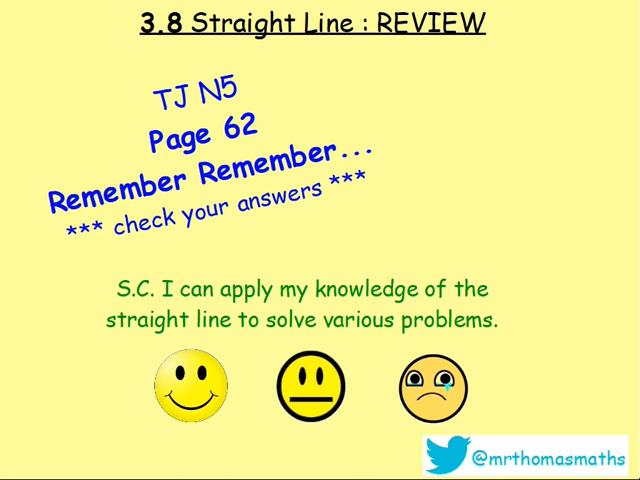 3.8 Straight Line : REVIEW
TJ N5
Page 62
Remember Remember...
*** check your answers ***
S.C. I can apply my knowledge of the
straight line to solve various problems.
@mrthomasmaths